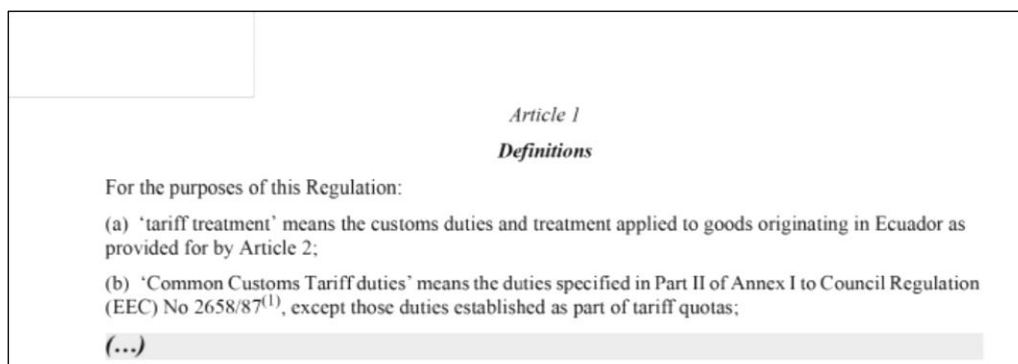 Article 1
Definitions
For the purposes of this Regulation:
(a) ‘tariff treatment’ means the customs duties and treatment applied to goods originating in Ecuador as
provided for by Article 2;
(b) ‘Common Customs Tariff duties’ means the duties specified in Part II of Annex I to Council Regulation
(EEC) No 2658/87(1), except those duties established as part of tariff quotas;
(...)